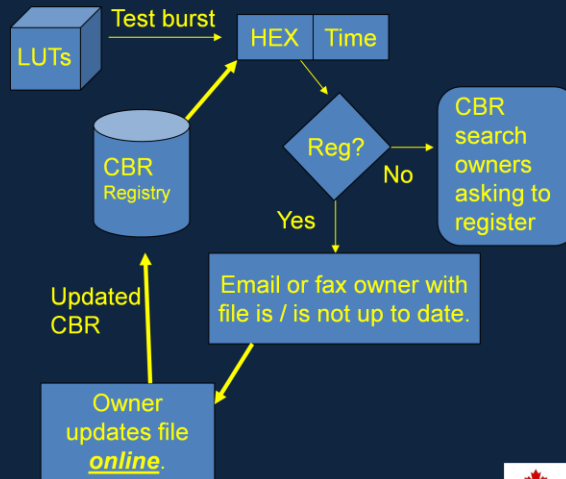 Test burst
LUTs
HEX
Time
CBR
Registry
Reg?
No
CBR
search
owners
asking to
register
Yes
Email or fax owner with
file is / is not up to date.
Updated
CBR
Owner
updates file
online.